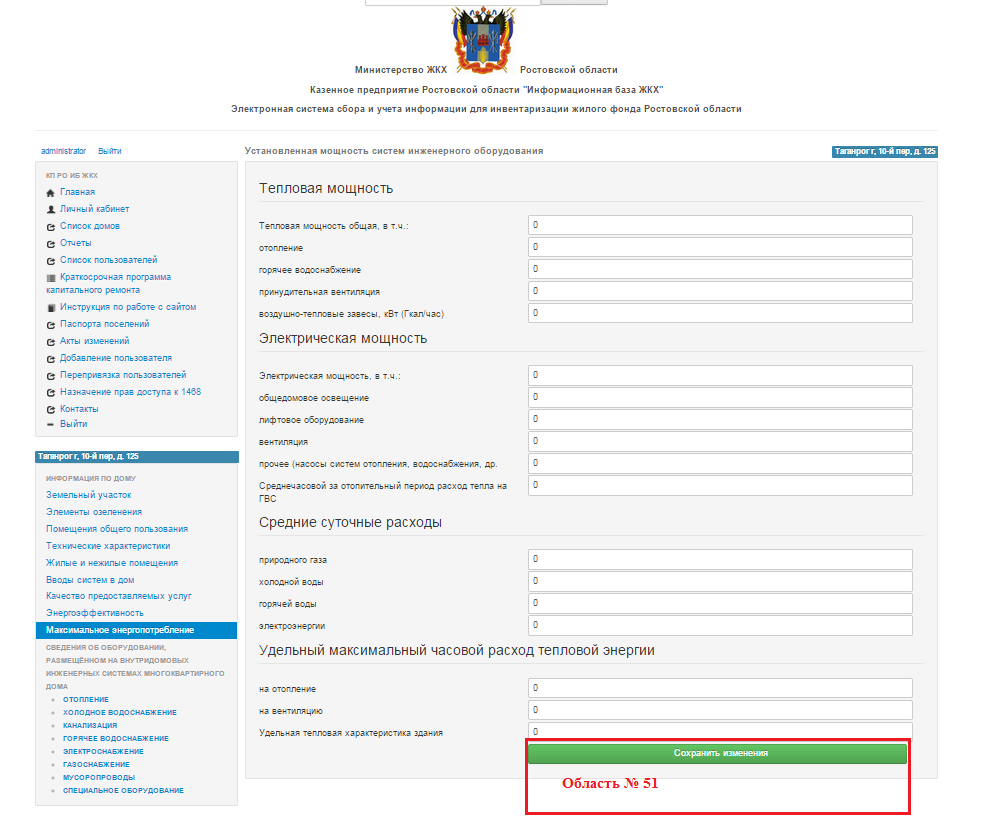 Министерство ЖКХ Ростовской области
Казенное предприятие Ростовской области "Информационная база ЖКХ"
Электронная система сбора и учета информации для инвентаризации жилого фонда Ростовской области
administrator Выйти
КП РО ИБ ЖКХ
Главная
Личный кабинет
Список домов
Отчеты
Список пользователей
Краткосрочная программа
капитального ремонта
Инструкция по работе с сайтом
Паспорта поселений
Акты изменений
Добавление пользователя
Перепривязка пользователей
Назначение прав доступа к 1468
Контакты
Выйти
Таганрог г, 10-й пер, д. 125
ИНФОРМАЦИЯ ПО ДОМУ
Земельный участок
Элементы озеленения
Помещения общего пользования
Технические характеристики
Жилые и нежилые помещения
Вводы систем в дом
Качество предоставляемых услуг
Энергоэффективность
Максимальное энергопотребление
СВЕДЕНИЯ ОБ ОБОРУДОВАНИИ,
РАЗМЕЩЁННОМ НА ВНУТРИДОМОВЫХ
ИНЖЕНЕРНЫХ СИСТЕМАХ МНОГОКВАРТИРНОГО
ДОМА
ОТОПЛЕНИЕ
ХОЛОДНОЕ ВОДОСНАБЖЕНИЕ
КАНАЛИЗАЦИЯ
ГОРЯЧЕЕ ВОДОСНАБЖЕНИЕ
ЭЛЕКТРОСНАБЖЕНИЕ
ГАЗОСНАБЖЕНИЕ
МУСОРОПРОВОДЫ
СПЕЦИАЛЬНОЕ ОБОРУДОВАНИЕ
Установленная мощность систем инженерного оборудования
Таганрог г, 10-й пер, д. 125
Тепловая мощность
Тепловая мощность общая, в т.ч.: 0
отопление 0
горячее водоснабжение 0
принудительная вентиляция 0
воздушно-тепловые завесы, кВт (Гкал/час) 0
Электрическая мощность
Электрическая мощность, в т.ч.: 0
общедомовое освещение 0
лифтовое оборудование 0
вентиляция 0
прочее (насосы систем отопления, водоснабжения, др. 0
Среднечасовой за отопительный период расход тепла на 0
ГВС
Средние суточные расходы
природного газа 0
холодной воды 0
горячей воды 0
электроэнергии 0
Удельный максимальный часовой расход тепловой энергии
на отопление 0
на вентиляцию 0
Удельная тепловая характеристика здания 0
Сохранить изменения
Область № 51